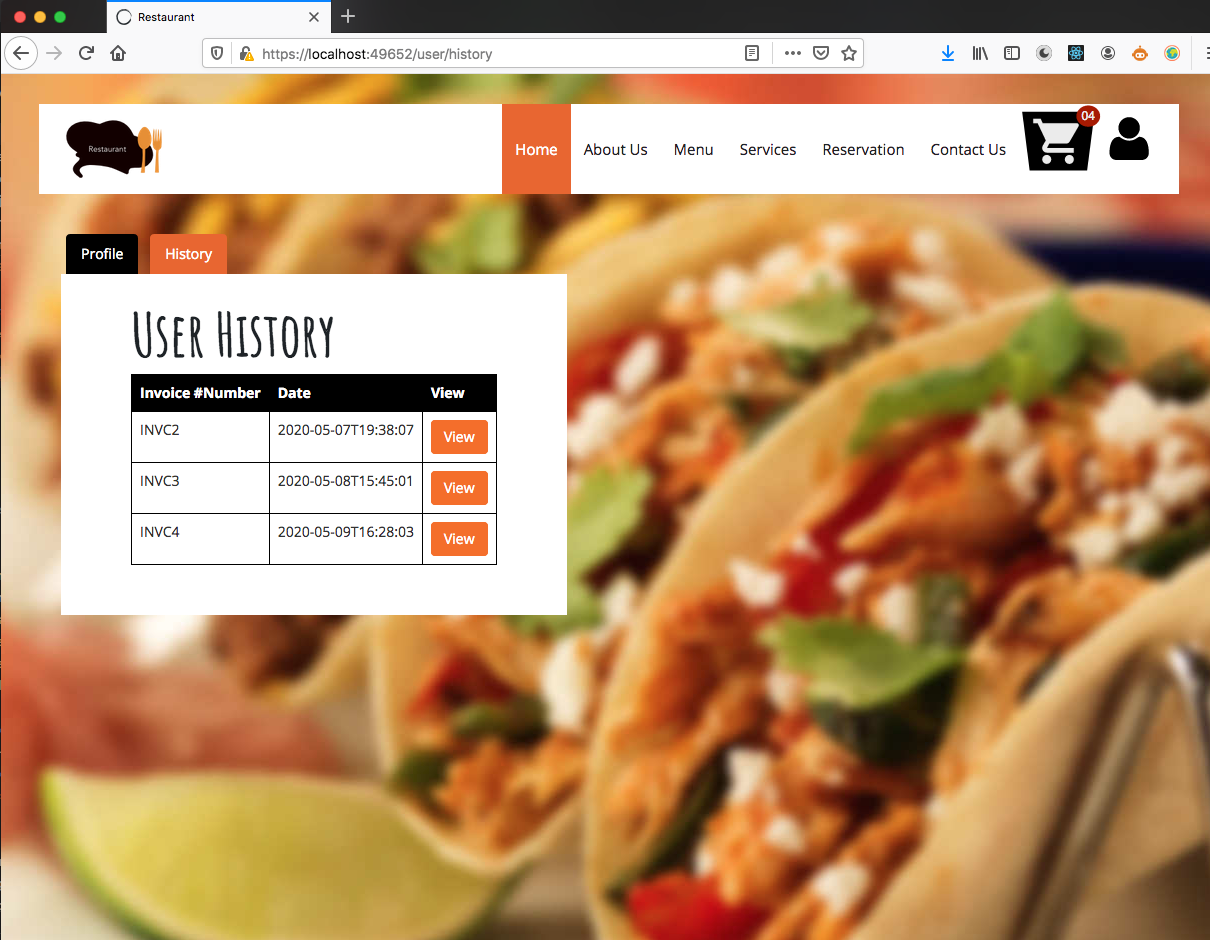 Restaurant
https://localhost:49652/user/history
Restaurant
Home About Us Menu Services Reservation Contact Us 04
Profile History
User History
Invoice #Number Date View
INVC2 2020-05-07T19:38:07 View
INVC3 2020-05-08T15:45:01 View
INVC4 2020-05-09T16:28:03 View